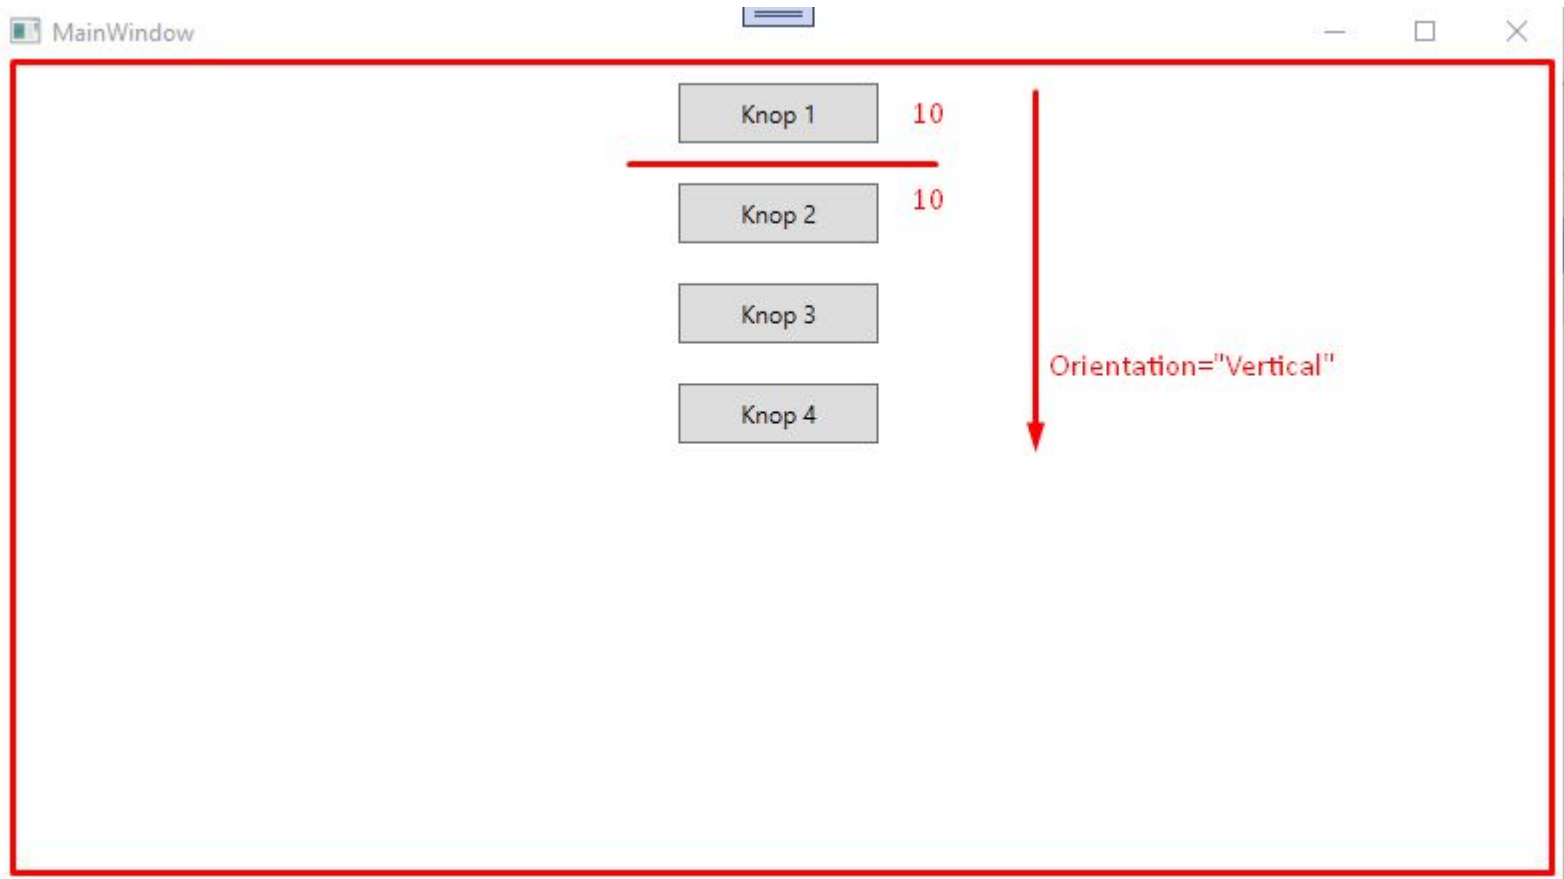 MainWindow
Knop 1
10
Knop 2
10
Knop 3
Orientation="Vertical"
Knop 4